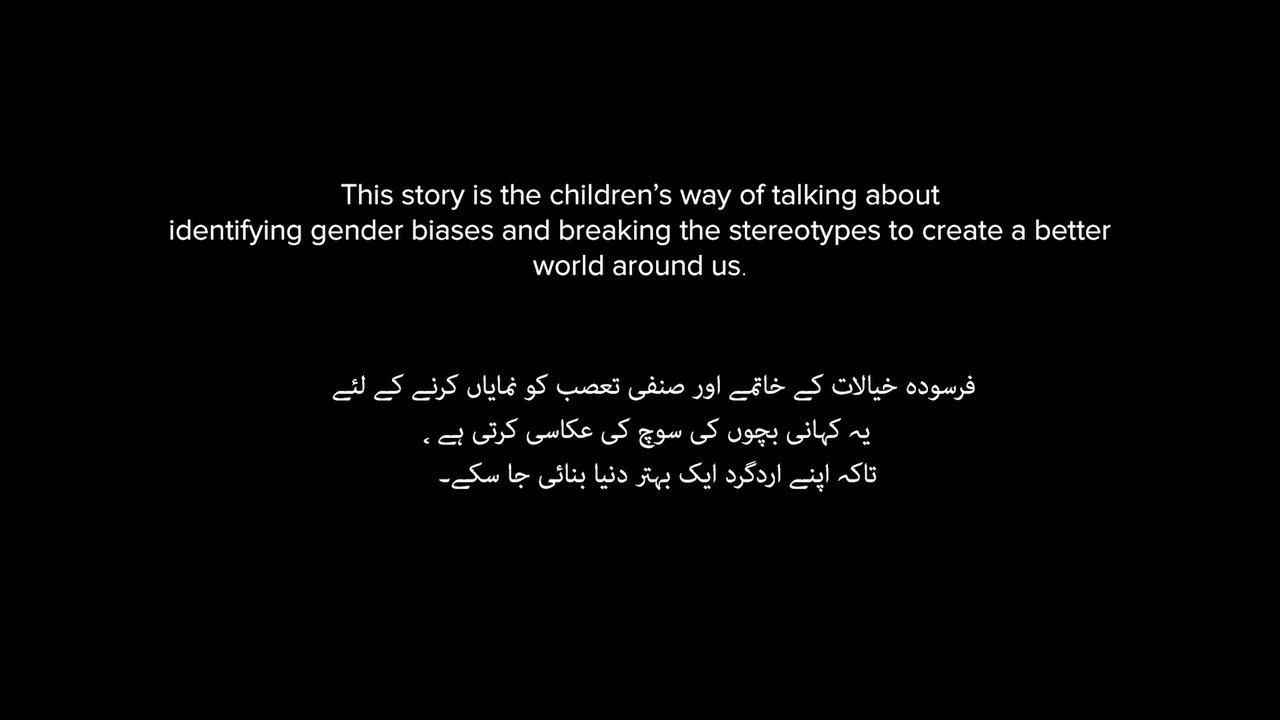 This story is the children’s way of talking about
identifying gender biases and breaking the stereotypes to create a better
world around us.
فرسودہ خیالات کے خاتمے اور صنفی تعصب کو نمایاں کرنے کے لئے
یہ کہانی بچوں کی سوچ کی عکاسی کرتی ہے ،
تاکہ اپنے اردگرد ایک بہتر دنیا بنائی جا سکے۔